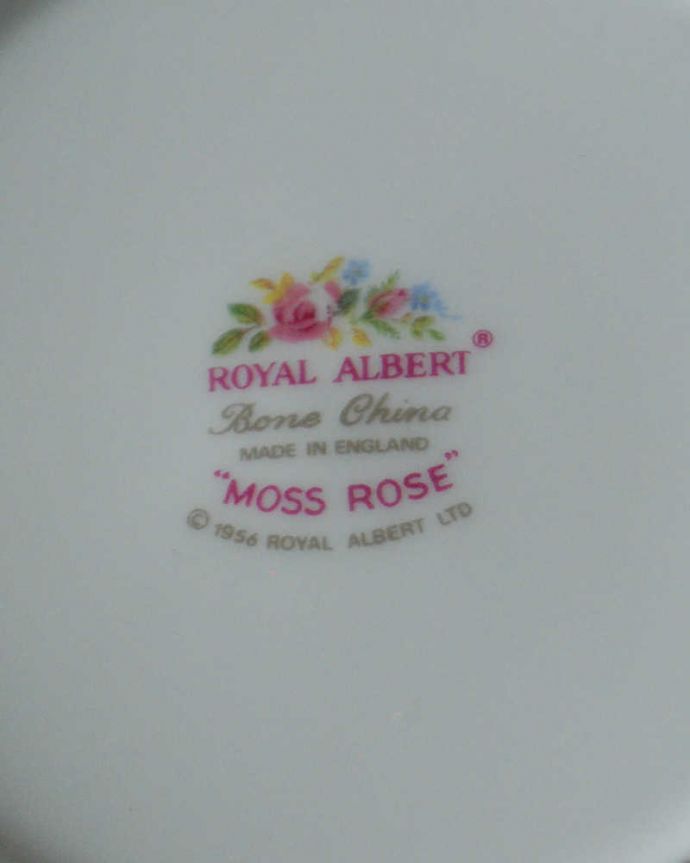 ROYAL ALBERT®
Bone China
MADE IN ENGLAND
"MOSS ROSE"
© 1956 ROYAL ALBERT LTD